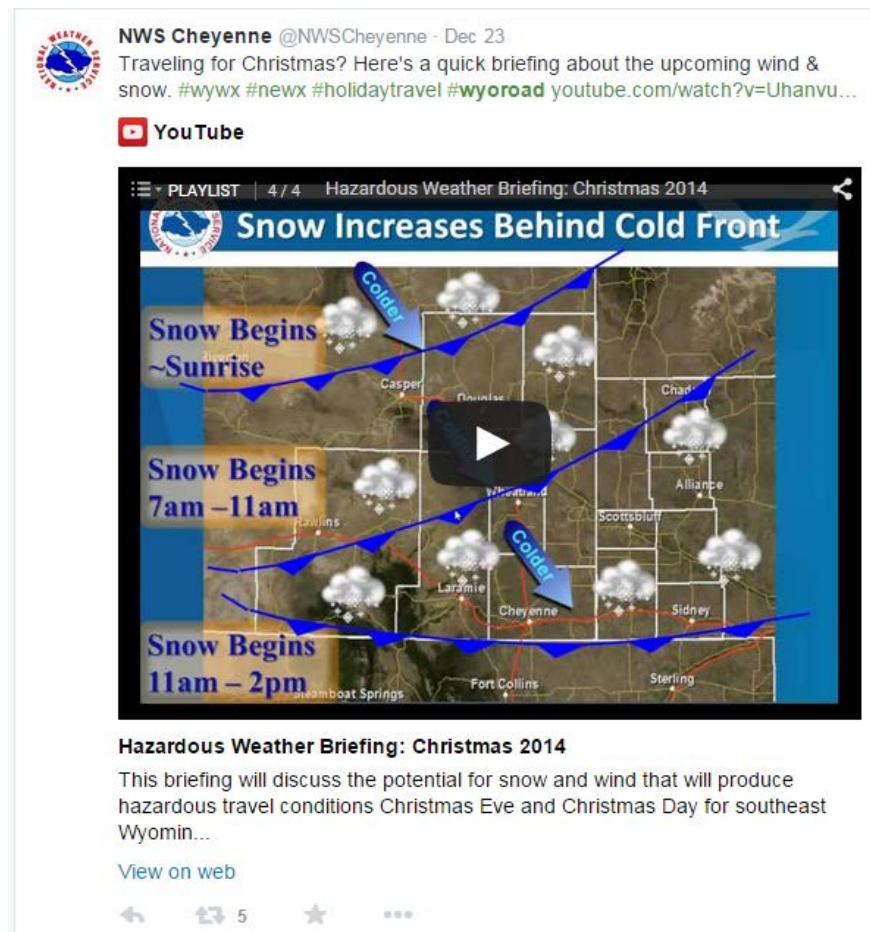 NWS Cheyenne @NWSCheyenne · Dec 23
Traveling for Christmas? Here's a quick briefing about the upcoming wind &
snow. #wywx #newx #holidaytravel #wyoroad youtube.com/watch?v=Uhanvu...
YouTube
PLAYLIST 4 / 4 Hazardous Weather Briefing: Christmas 2014
NATIONAL WEATHER SERVICE
Snow Increases Behind Cold Front
Colder
Snow Begins
~Sunrise
Riverton
Casper
Douglas
Colder
Snow Begins
7am –11am
Wheatland
Alliance
Rawlins
Scottsbluff
Colder
Laramie
Cheyenne
Sidney
Snow Begins
11am – 2pm
Steamboat Springs
Fort Collins
Sterling
Hazardous Weather Briefing: Christmas 2014
This briefing will discuss the potential for snow and wind that will produce
hazardous travel conditions Christmas Eve and Christmas Day for southeast
Wyomin...
View on web
5